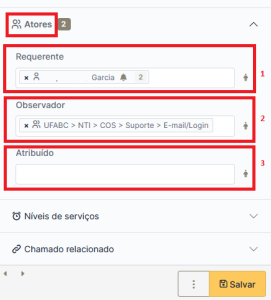 Atores 2
Requerente
× , Garcia 2
1
Observador
× UFABC > NTI > COS > Suporte > E-mail/Login
2
Atribuído
3
Níveis de serviços
Chamado relacionado
Salvar